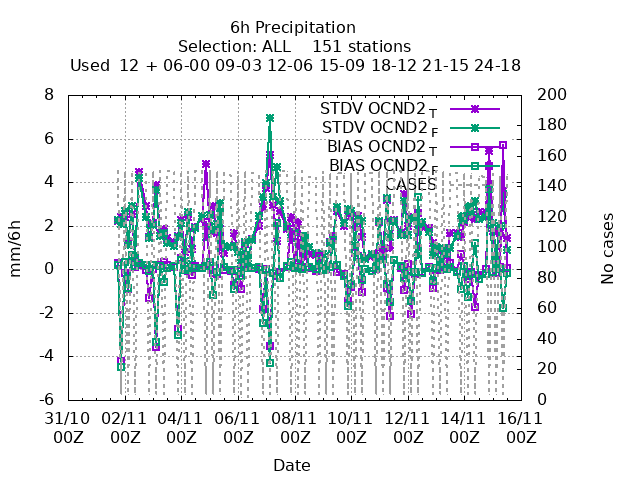 6h Precipitation
Selection: ALL    151 stations
Used  12 + 06-00 09-03 12-06 15-09 18-12 21-15 24-18
STDV OCND2 T
STDV OCND2 F
BIAS OCND2 T
BIAS OCND2 F
CASES
mm/6h
8
6
4
2
0
-2
-4
-6
No cases
200
180
160
140
120
100
80
60
40
20
0
31/10 02/11 04/11 06/11 08/11 10/11 12/11 14/11 16/11
00Z 00Z 00Z 00Z 00Z 00Z 00Z 00Z 00Z
Date